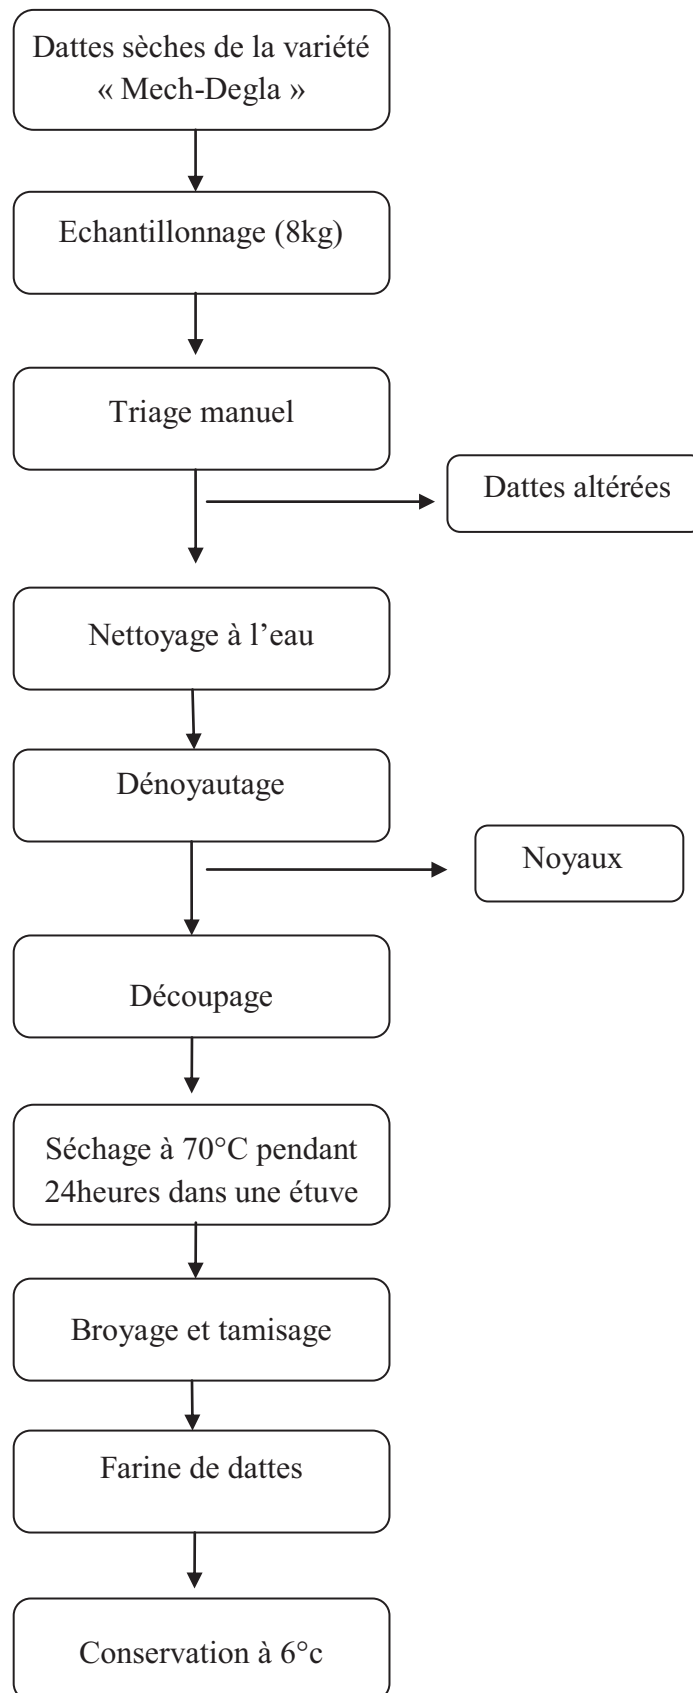 Dattes sèches de la variété
« Mech-Degla »
Echantillonnage (8kg)
Triage manuel
Dattes altérées
Nettoyage à l’eau
Dénoyautage
Noyaux
Découpage
Séchage à 70°C pendant
24heures dans une étuve
Broyage et tamisage
Farine de dattes
Conservation à 6°c